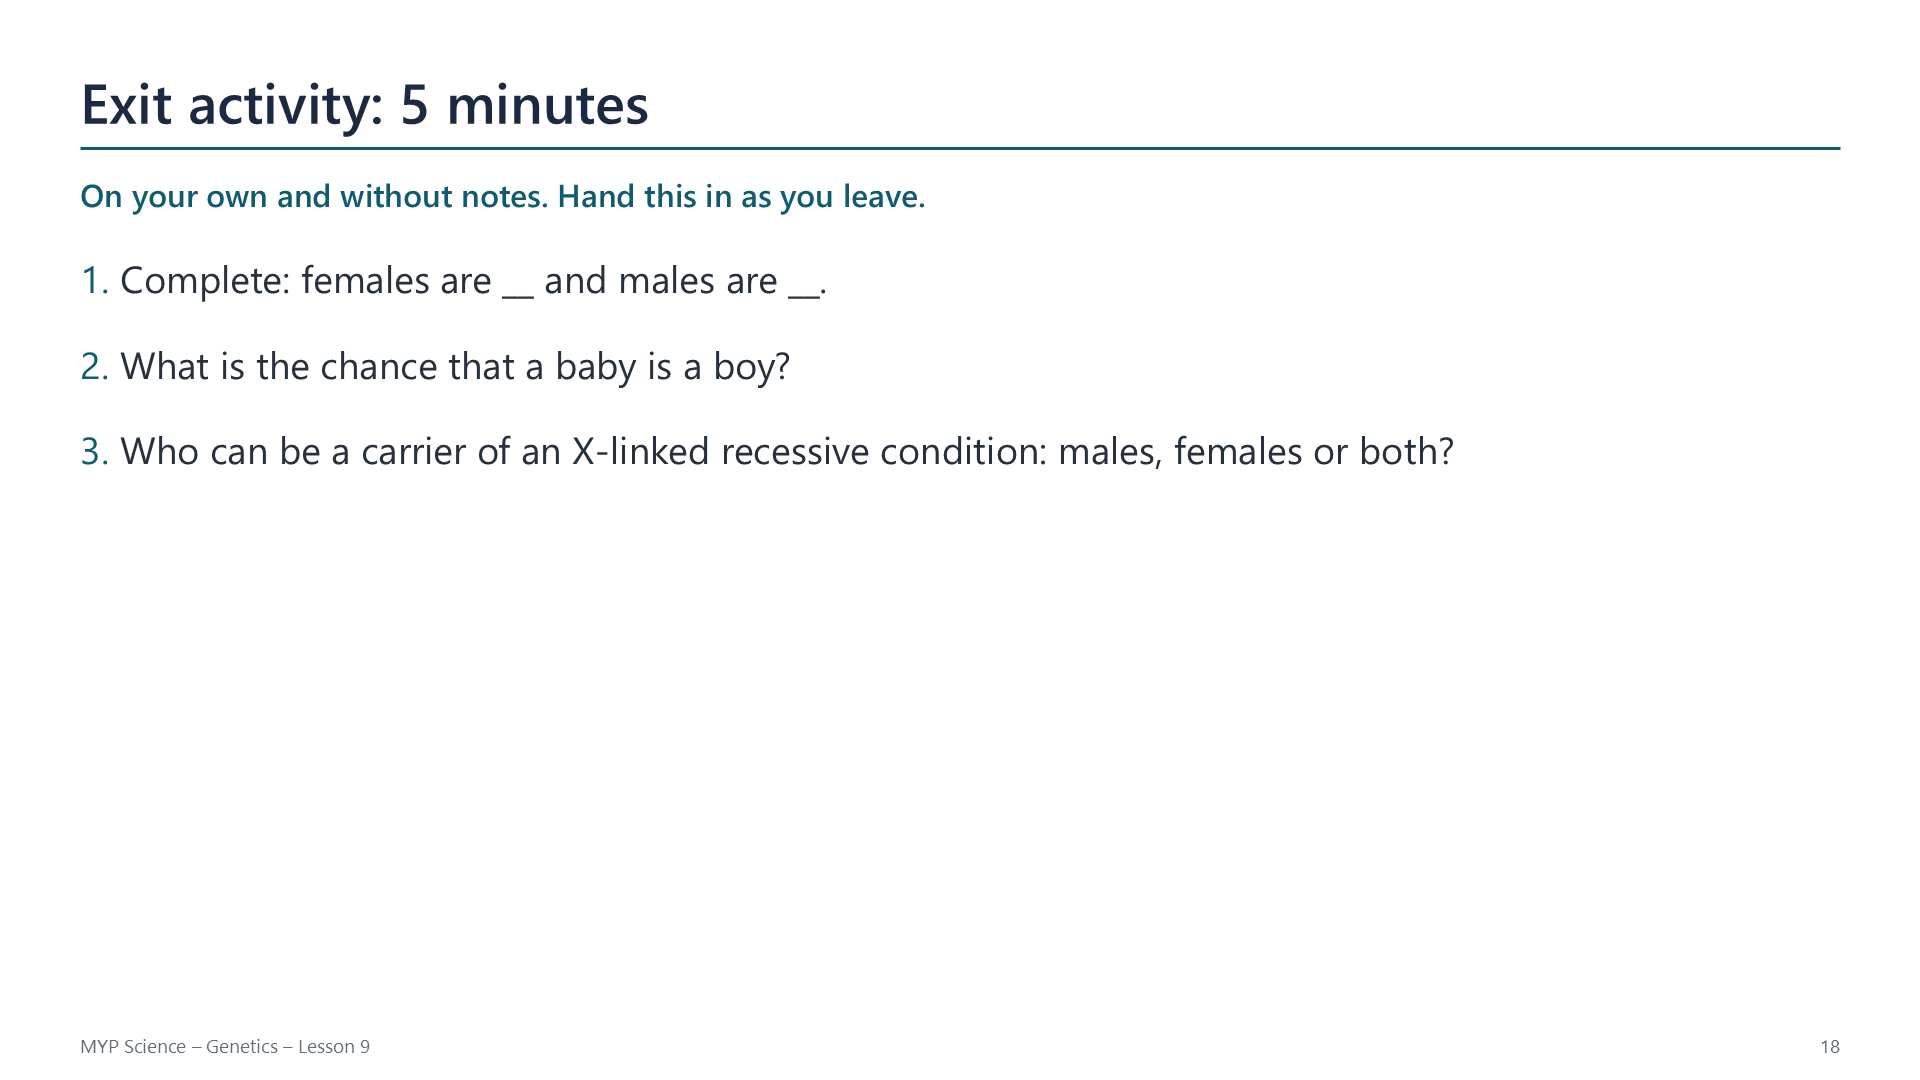 Exit activity: 5 minutes
On your own and without notes. Hand this in as you leave.
1. Complete: females are __ and males are __.
2. What is the chance that a baby is a boy?
3. Who can be a carrier of an X-linked recessive condition: males, females or both?
MYP Science – Genetics – Lesson 9
18